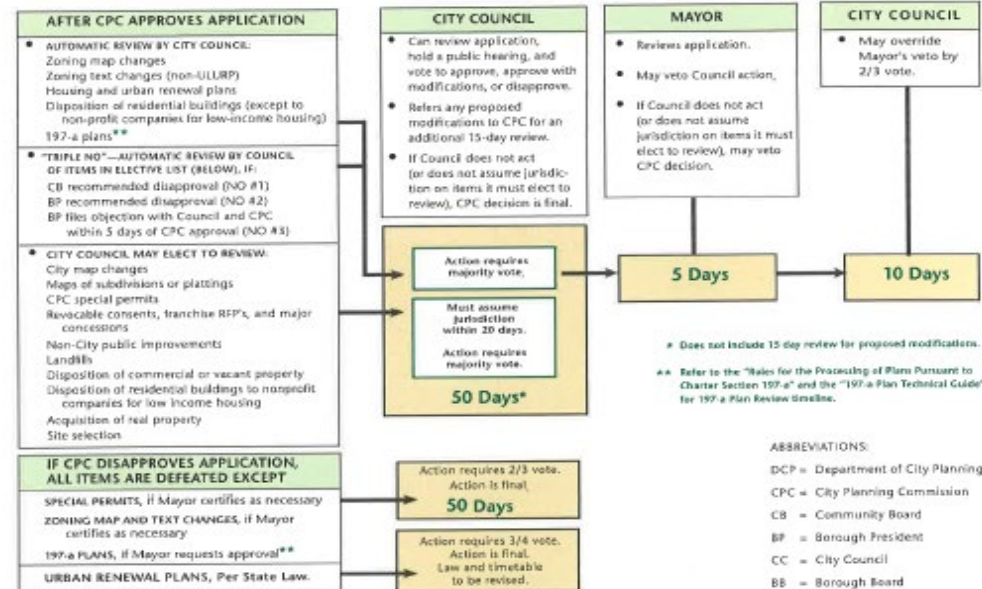 AFTER CPC APPROVES APPLICATION
• AUTOMATIC REVIEW BY CITY COUNCIL:
Zoning map changes
Zoning text changes (non-ULURP)
Housing and urban renewal plans
Disposition of residential buildings (except to
non-profit companies for low-income housing)
197-a plans**
• "TRIPLE NO"—AUTOMATIC REVIEW BY COUNCIL
OF ITEMS IN ELECTIVE LIST (BELOW), IF:
CB recommended disapproval (NO #1)
BP recommended disapproval (NO #2)
BP files objection with Council and CPC
within 5 days of CPC approval (NO #3)
• CITY COUNCIL MAY ELECT TO REVIEW:
City map changes
Maps of subdivisions or plattings
CPC special permits
Revocable consents, franchise RFP's, and major
concessions
Non-City public improvements
Landfills
Disposition of commercial or vacant property
Disposition of residential buildings to nonprofit
companies for low income housing
Acquisition of real property
Site selection
CITY COUNCIL
• Can review application,
hold a public hearing, and
vote to approve, approve with
modifications, or disapprove.
• Refers any proposed
modifications to CPC for an
additional 15-day review.
• If Council does not act
(or does not assume jurisdic-
tion on items it must elect to
review), CPC decision is final.
Action requires
majority vote.
Must assume
jurisdiction
within 20 days.
Action requires
majority vote.
50 Days*
MAYOR
• Reviews application.
• May veto Council action.
• If Council does not act
(or does not assume
jurisdiction on items it must
elect to review), may veto
CPC decision.
5 Days
CITY COUNCIL
• May override
Mayor's veto by
2/3 vote.
10 Days
* Does not include 15 day review for proposed modifications.
** Refer to the "Rules for the Processing of Plans Pursuant to
Charter Section 197-a" and the "197-a Plan Technical Guide"
for 197-a Plan Review timeline.
IF CPC DISAPPROVES APPLICATION,
ALL ITEMS ARE DEFEATED EXCEPT
SPECIAL PERMITS, if Mayor certifies as necessary
ZONING MAP AND TEXT CHANGES, if Mayor
certifies as necessary
197-a PLANS, if Mayor requests approval**
URBAN RENEWAL PLANS, Per State Law.
Action requires 2/3 vote.
Action is final.
50 Days
Action requires 3/4 vote.
Action is final.
Law and timetable
to be revised.
ABBREVIATIONS:
DCP = Department of City Planning
CPC = City Planning Commission
CB = Community Board
BP = Borough President
CC = City Council
BB = Borough Board